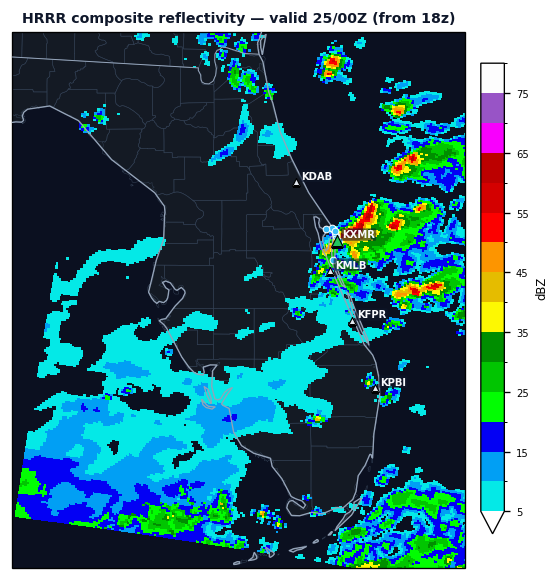 HRRR composite reflectivity — valid 25/00Z (from 18z)
KDAB
KXMR
KMLB
KFPR
KPBI
75
65
55
45
35
25
15
5
dBZ